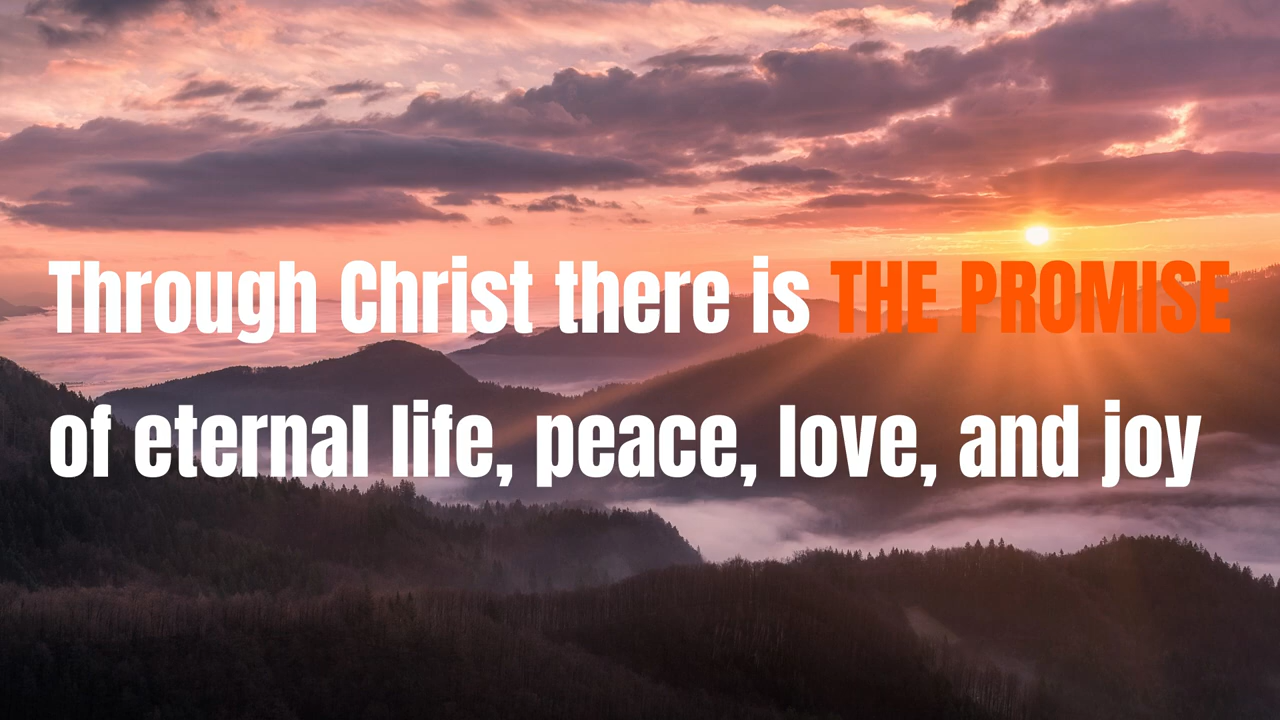 Through Christ there is THE PROMISE
of eternal life, peace, love, and joy